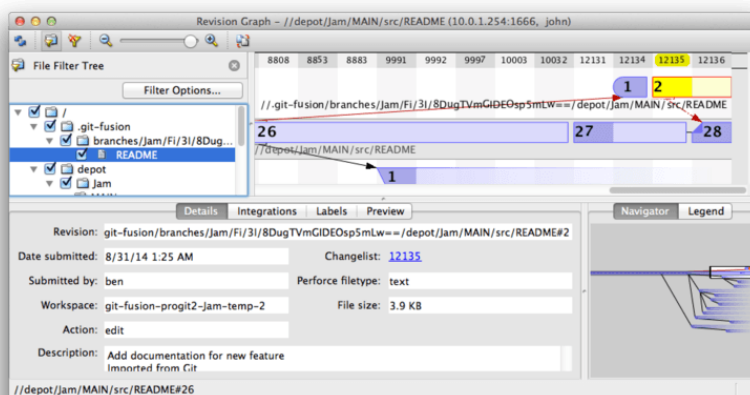 Revision Graph - //depot/Jam/MAIN/src/README (10.0.1.254:1666, john)
File Filter Tree
Filter Options...
/
.git-fusion
branches/Jam/Fi/3I/8Dug...
README
depot
Jam
8808 8853 8883 9991 9992 9997 10003 10032 12131 12134 12135 12136
1 2
//.git-fusion/branches/Jam/Fi/3I/8DugTVmGIDEOsp5mLw==/depot/Jam/MAIN/src/README
26 27 28
//depot/Jam/MAIN/src/README
1
Details Integrations Labels Preview
Navigator Legend
Revision: git-fusion/branches/Jam/Fi/3I/8DugTVmGIDEOsp5mLw==/depot/Jam/MAIN/src/README#2
Date submitted: 8/31/14 1:25 AM Changelist: 12135
Submitted by: ben Perforce filetype: text
Workspace: git-fusion-progit2-Jam-temp-2 File size: 3.9 KB
Action: edit
Description: Add documentation for new feature
Imported from Git
//depot/Jam/MAIN/src/README#26